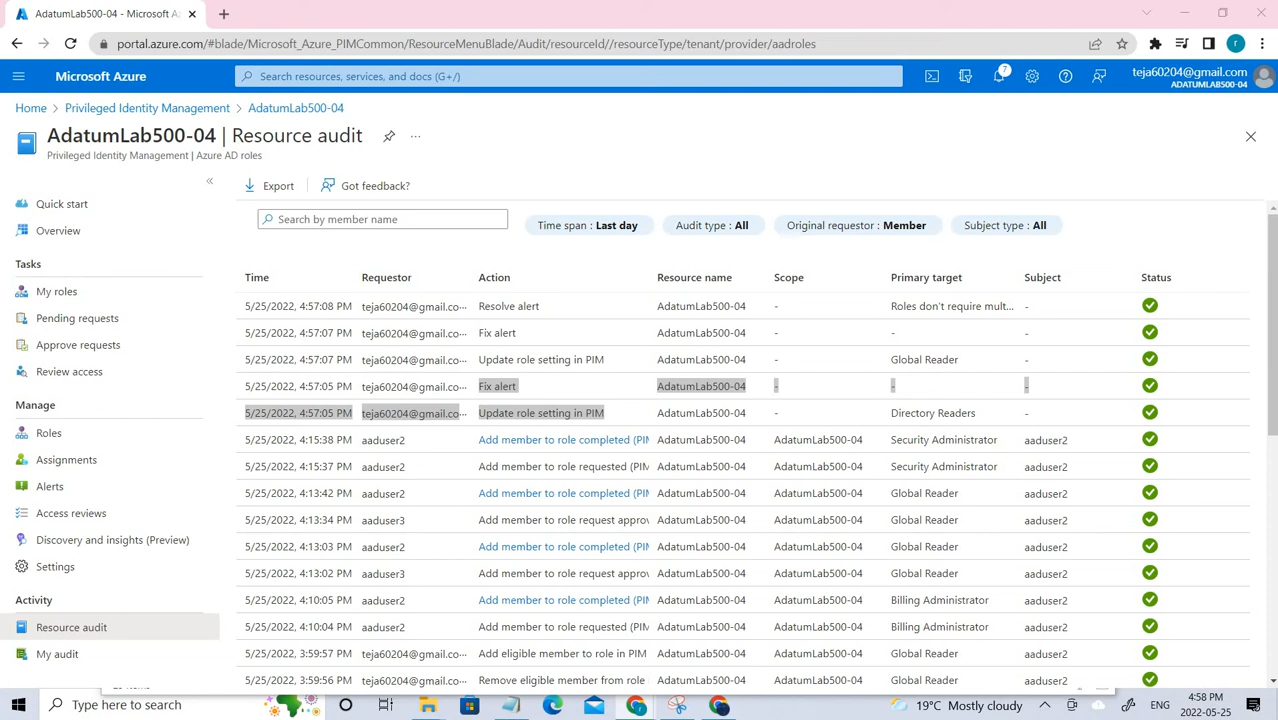 AdatumLab500-04 - Microsoft A
portal.azure.com/#blade/Microsoft_Azure_PIMCommon/ResourceMenuBlade/Audit/resourceId//resourceType/tenant/provider/aadroles
r
Microsoft Azure
Search resources, services, and docs (G+/)
7
teja60204@gmail.com
ADATUMLAB500-04
Home > Privileged Identity Management > AdatumLab500-04
AdatumLab500-04 | Resource audit
Privileged Identity Management | Azure AD roles
Export
Got feedback?
Search by member name
Time span : Last day
Audit type : All
Original requestor : Member
Subject type : All
Quick start
Overview
Tasks
My roles
Pending requests
Approve requests
Review access
Manage
Roles
Assignments
Alerts
Access reviews
Discovery and insights (Preview)
Settings
Activity
Resource audit
My audit
Time Requestor Action Resource name Scope Primary target Subject Status
5/25/2022, 4:57:08 PM teja60204@gmail.co... Resolve alert AdatumLab500-04 - Roles don't require mult... -
5/25/2022, 4:57:07 PM teja60204@gmail.co... Fix alert AdatumLab500-04 - - -
5/25/2022, 4:57:07 PM teja60204@gmail.co... Update role setting in PIM AdatumLab500-04 - Global Reader -
5/25/2022, 4:57:05 PM teja60204@gmail.co... Fix alert AdatumLab500-04 - - -
5/25/2022, 4:57:05 PM teja60204@gmail.co... Update role setting in PIM AdatumLab500-04 - Directory Readers -
5/25/2022, 4:15:38 PM aaduser2 Add member to role completed (PIM AdatumLab500-04 AdatumLab500-04 Security Administrator aaduser2
5/25/2022, 4:15:37 PM aaduser2 Add member to role requested (PIM AdatumLab500-04 AdatumLab500-04 Security Administrator aaduser2
5/25/2022, 4:13:42 PM aaduser2 Add member to role completed (PIM AdatumLab500-04 AdatumLab500-04 Global Reader aaduser2
5/25/2022, 4:13:34 PM aaduser3 Add member to role request approv AdatumLab500-04 AdatumLab500-04 Global Reader aaduser2
5/25/2022, 4:13:03 PM aaduser2 Add member to role completed (PIM AdatumLab500-04 AdatumLab500-04 Global Reader aaduser2
5/25/2022, 4:13:02 PM aaduser3 Add member to role request approv AdatumLab500-04 AdatumLab500-04 Global Reader aaduser2
5/25/2022, 4:10:05 PM aaduser2 Add member to role completed (PIM AdatumLab500-04 AdatumLab500-04 Billing Administrator aaduser2
5/25/2022, 4:10:04 PM aaduser2 Add member to role requested (PIM AdatumLab500-04 AdatumLab500-04 Billing Administrator aaduser2
5/25/2022, 3:59:57 PM teja60204@gmail.co... Add eligible member to role in PIM AdatumLab500-04 AdatumLab500-04 Global Reader aaduser2
5/25/2022, 3:59:56 PM teja60204@gmail.co... Remove eligible member from role AdatumLab500-04 AdatumLab500-04 Global Reader aaduser2
Type here to search
19°C Mostly cloudy
ENG
4:58 PM
2022-05-25